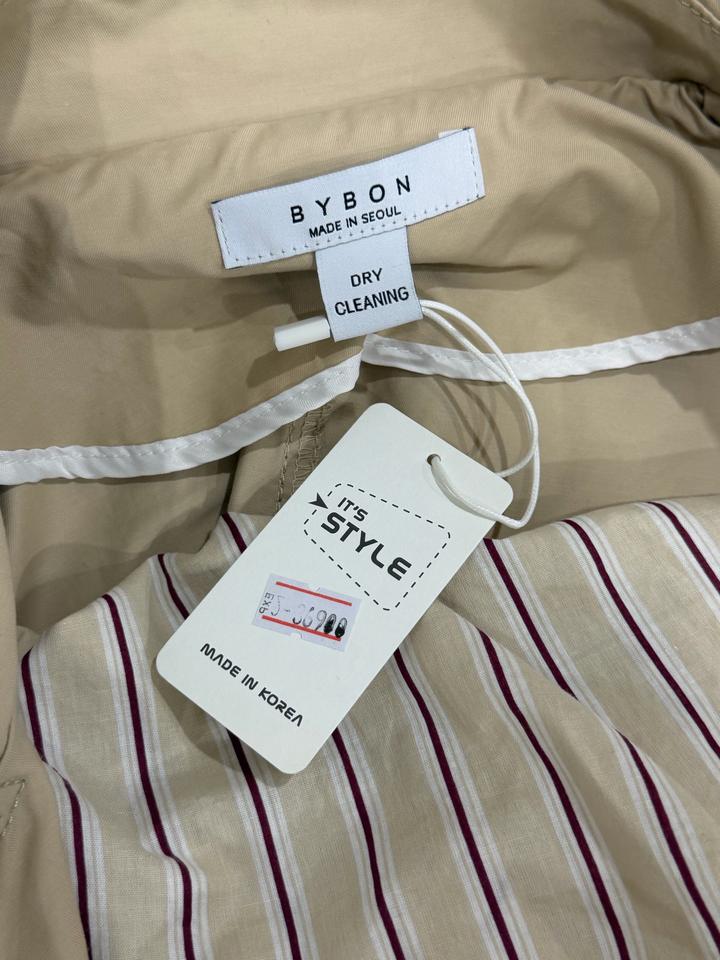 BYBON
MADE IN SEOUL
DRY
CLEANING
IT'S
STYLE
MADE IN KOREA